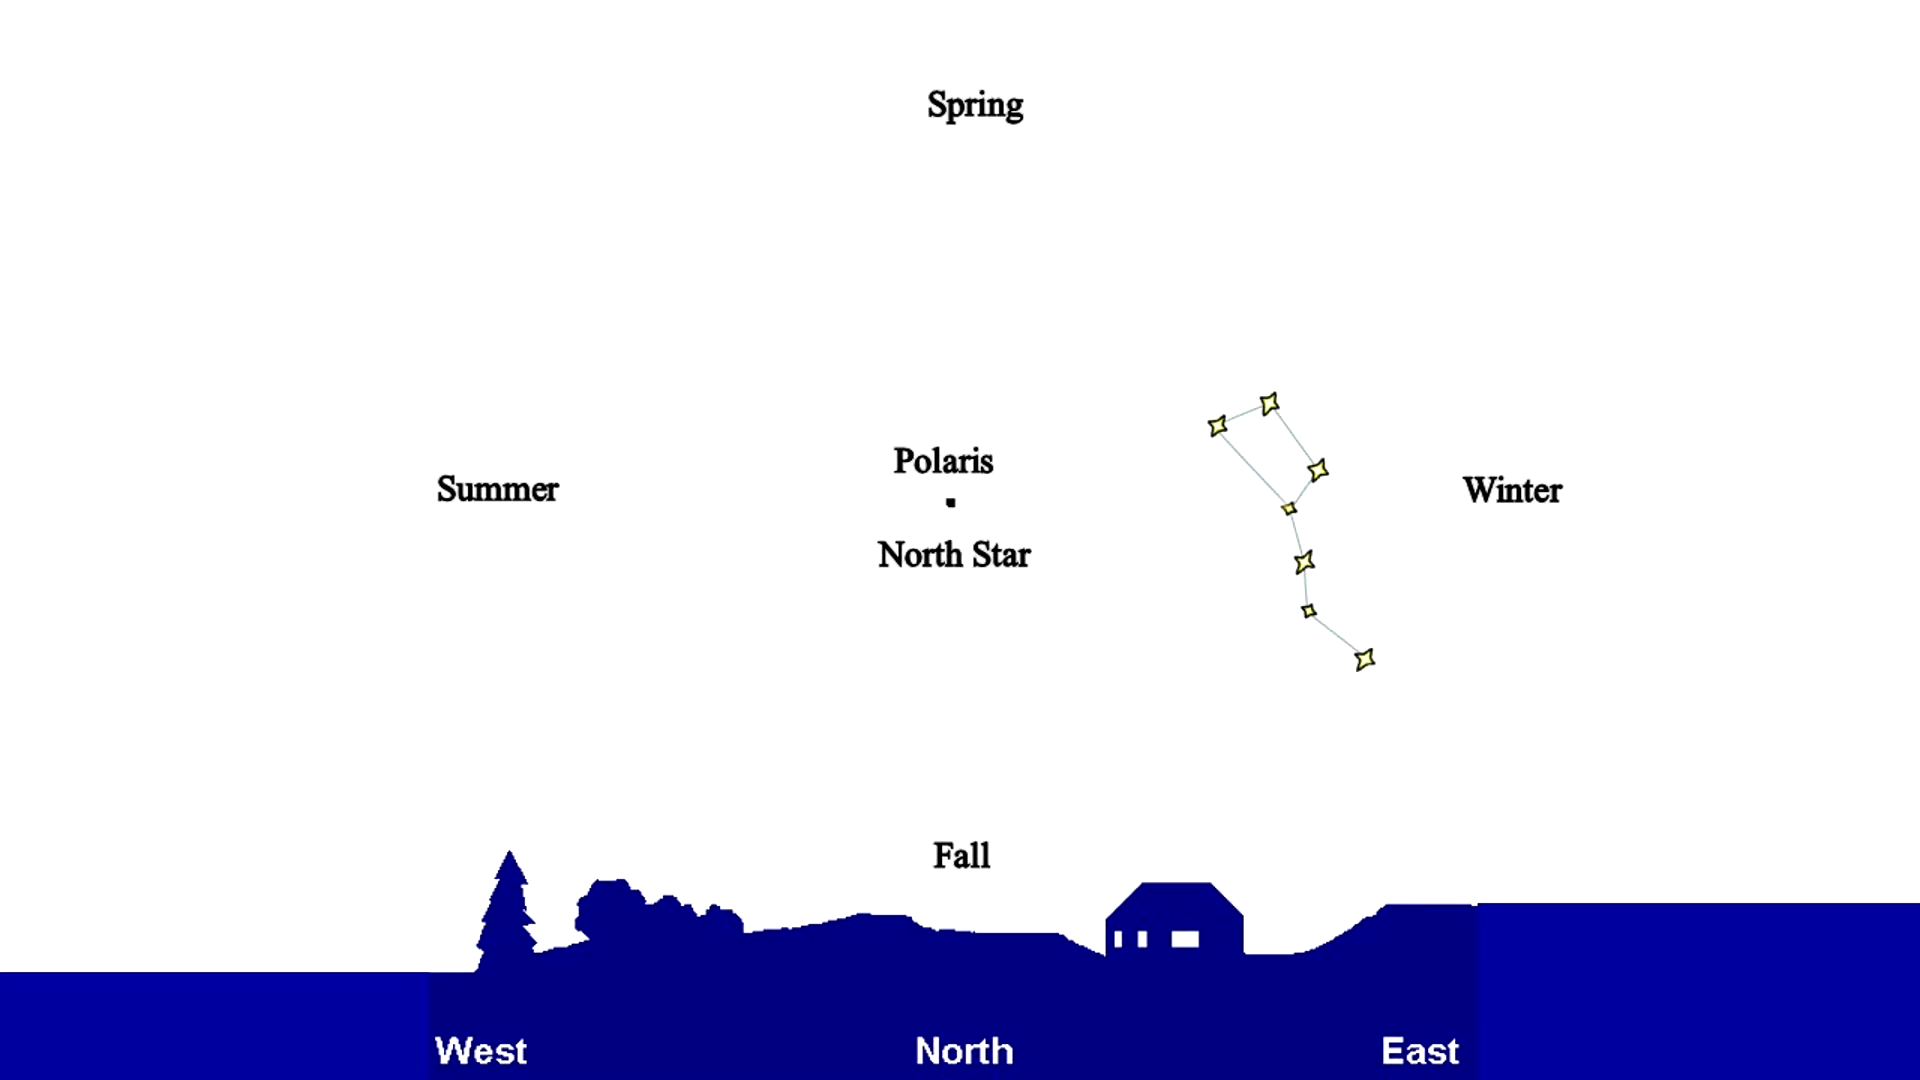 Spring
Polaris
Summer
Winter
North Star
Fall
West
North
East